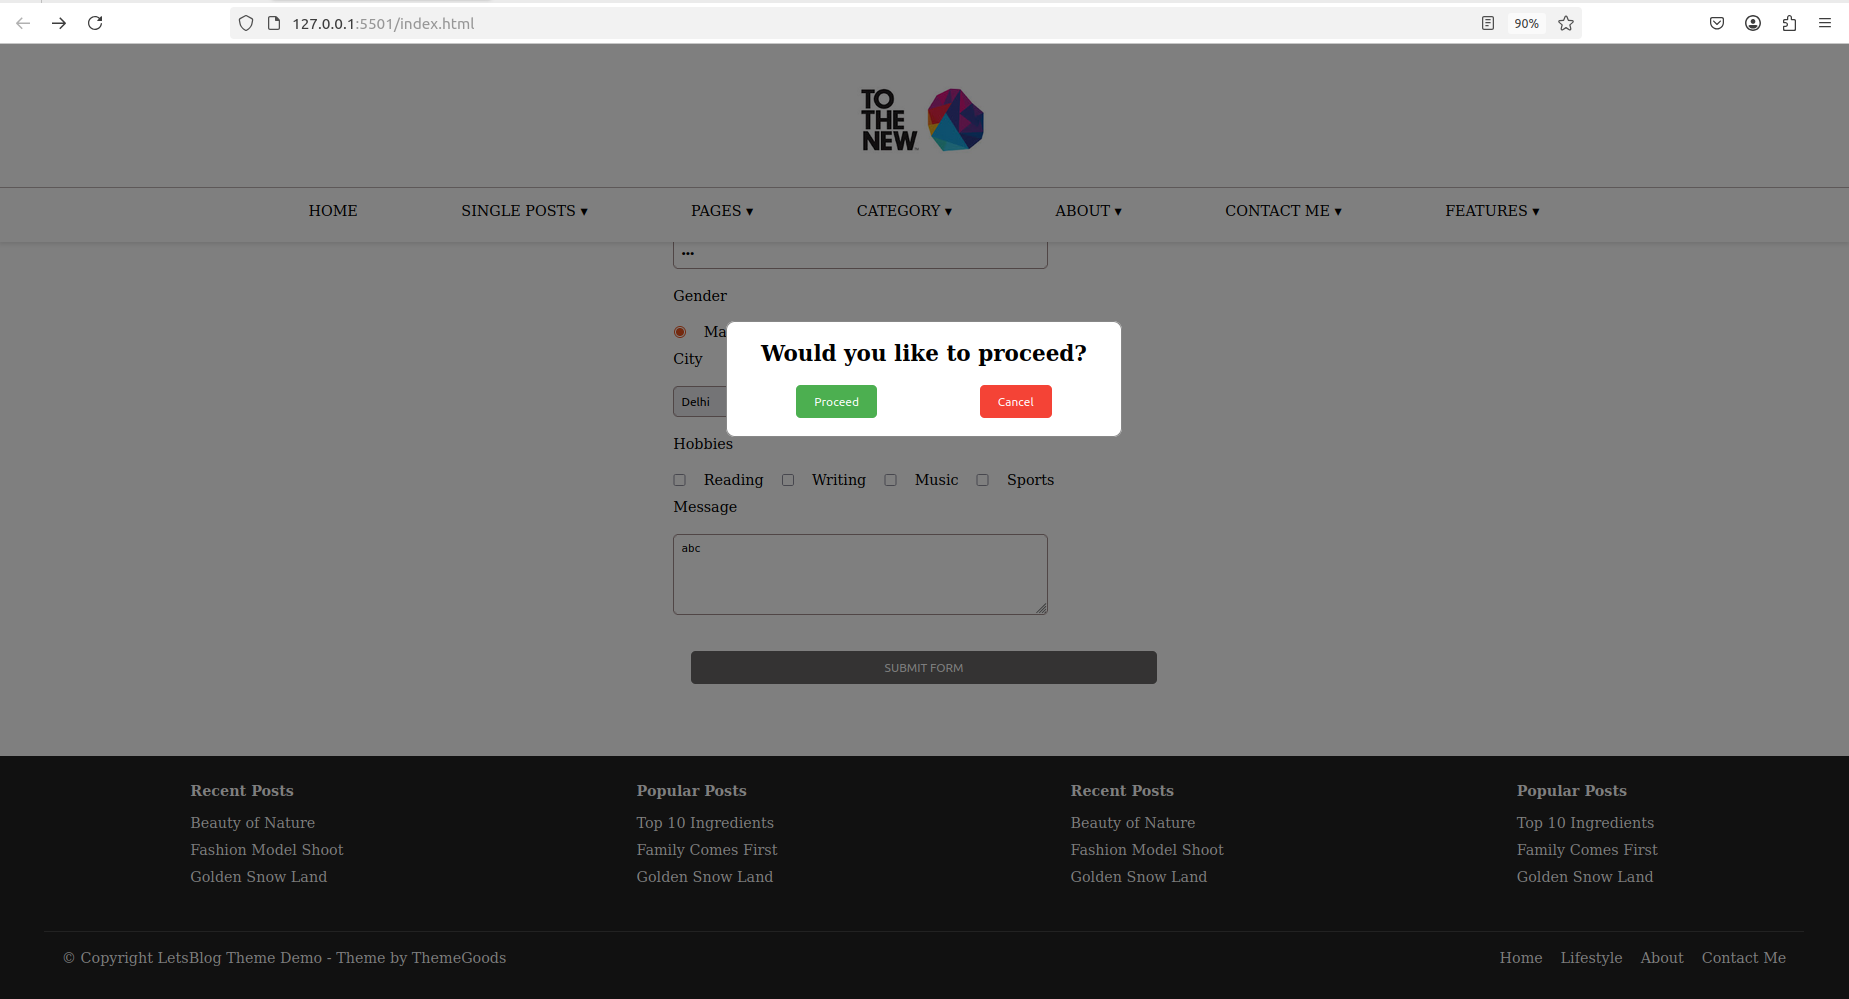 127.0.0.1:5501/index.html 90%
TO
THE
NEW
HOME SINGLE POSTS ▾ PAGES ▾ CATEGORY ▾ ABOUT ▾ CONTACT ME ▾ FEATURES ▾
•••
Gender
Ma
Would you like to proceed?
City
Delhi
Proceed Cancel
Hobbies
Reading Writing Music Sports
Message
abc
SUBMIT FORM
Recent Posts Popular Posts Recent Posts Popular Posts
Beauty of Nature Top 10 Ingredients Beauty of Nature Top 10 Ingredients
Fashion Model Shoot Family Comes First Fashion Model Shoot Family Comes First
Golden Snow Land Golden Snow Land Golden Snow Land Golden Snow Land
© Copyright LetsBlog Theme Demo - Theme by ThemeGoods Home Lifestyle About Contact Me